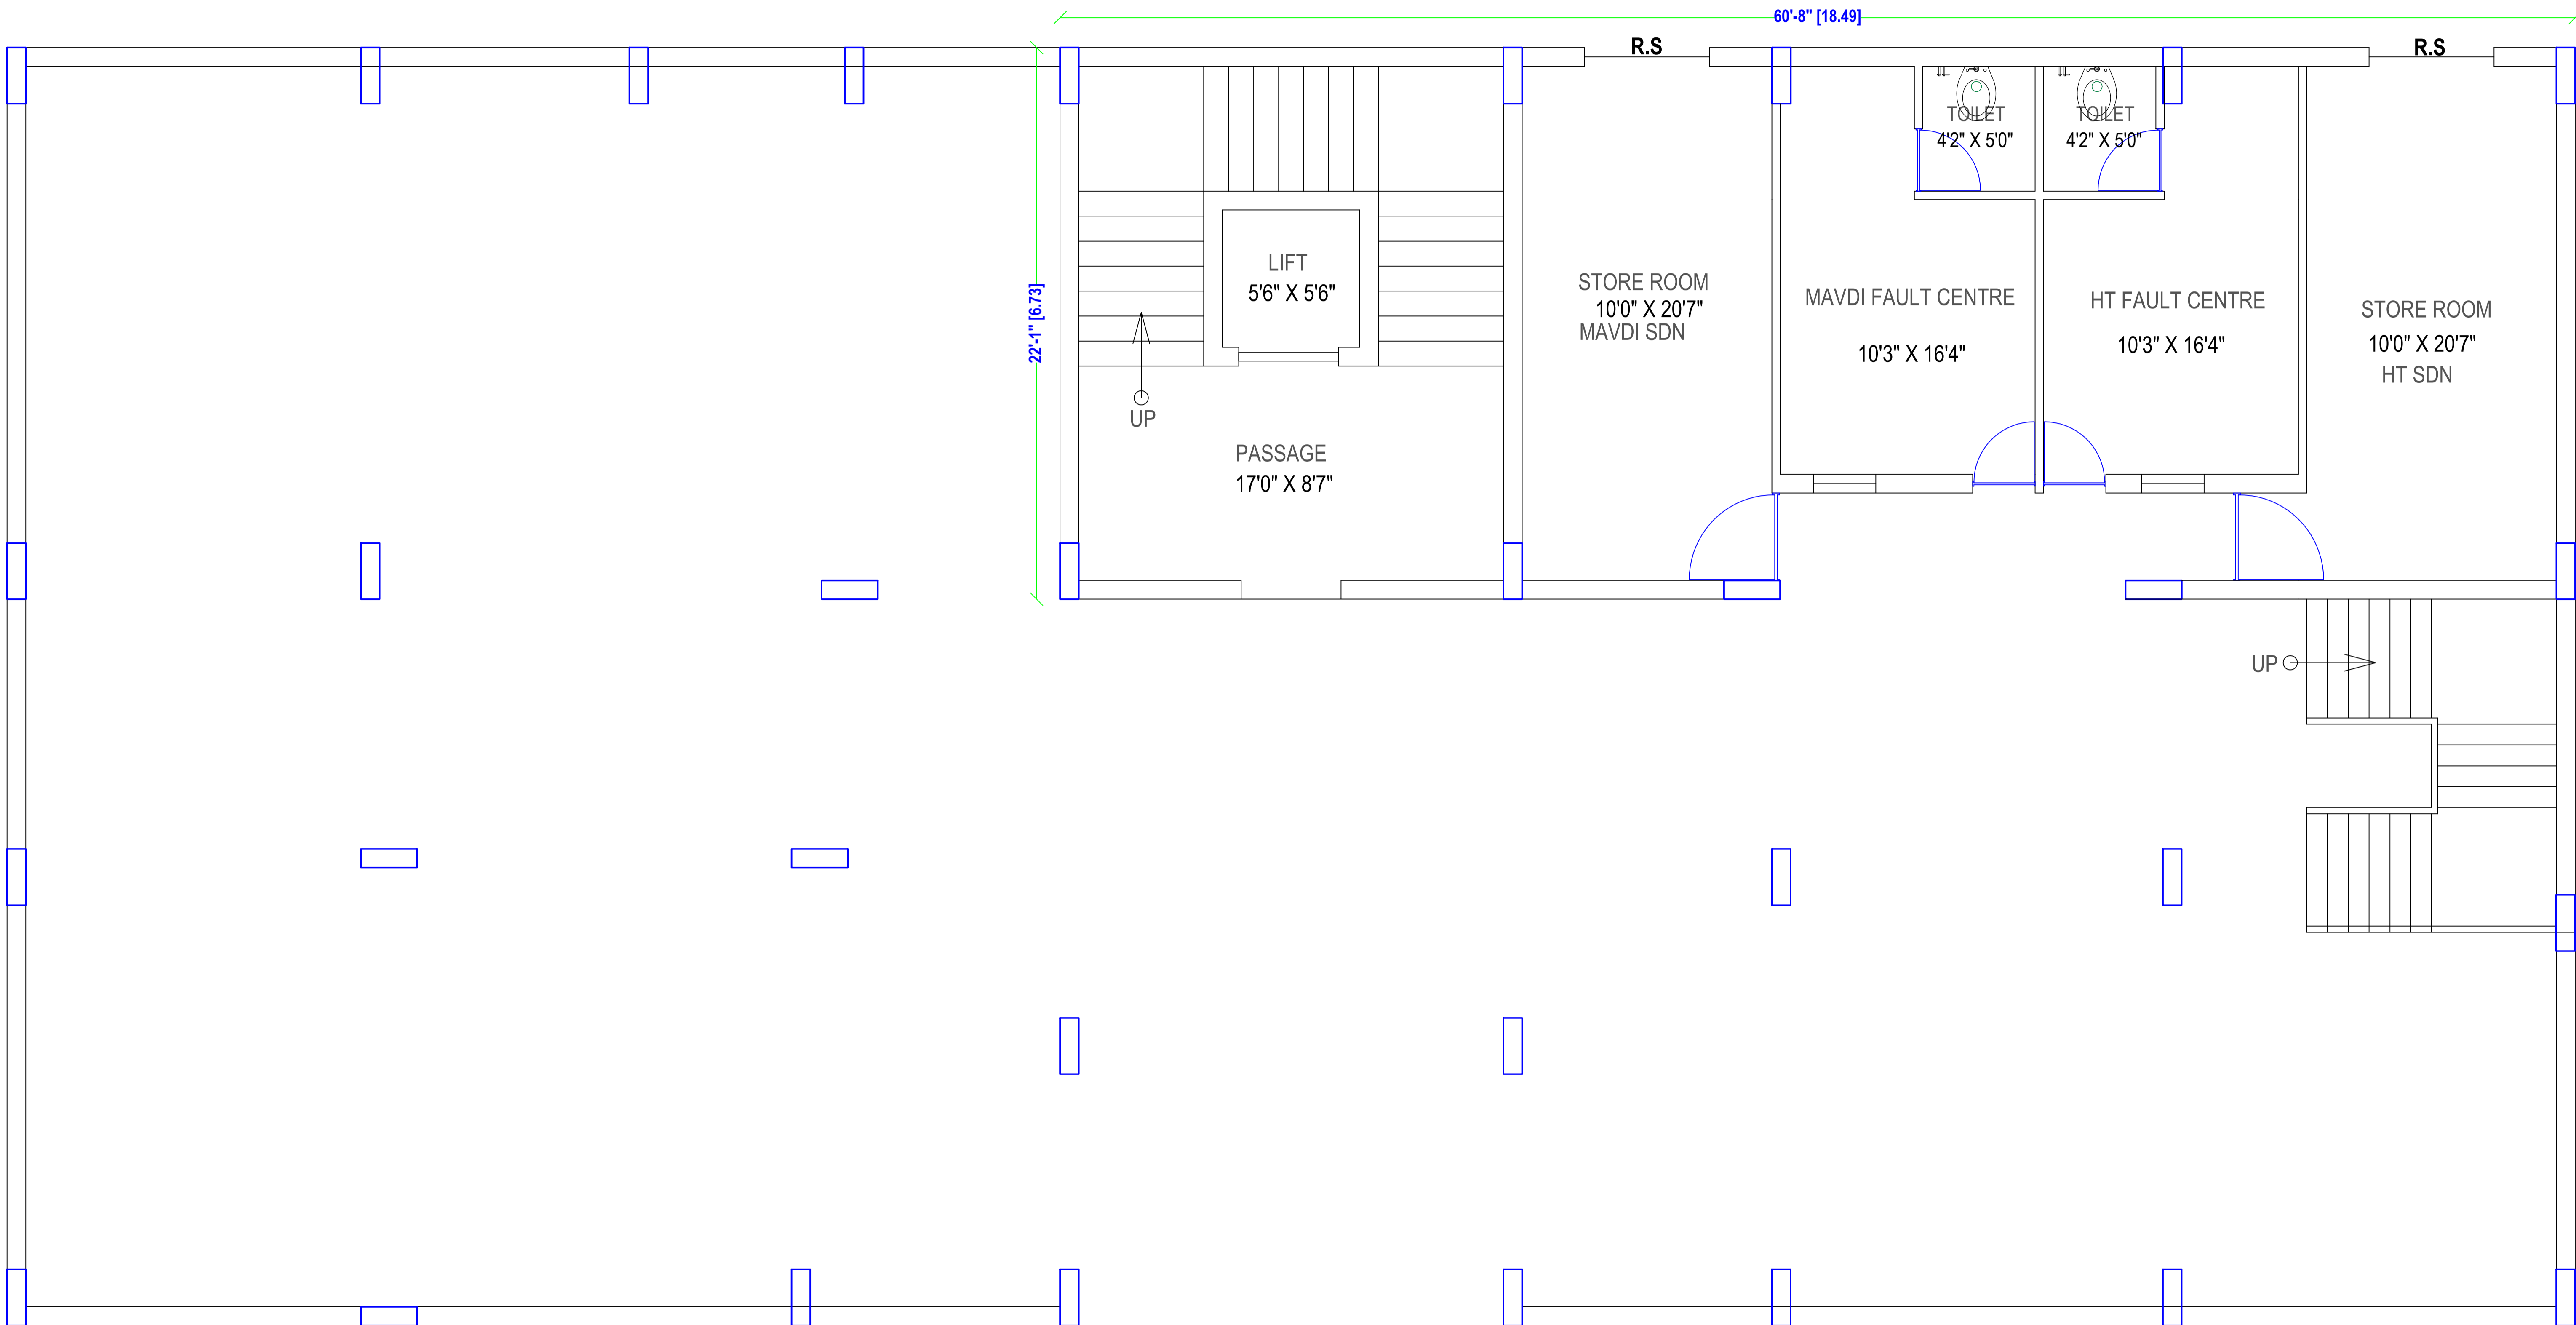 60'-8" [18.49]
R.S
R.S
22'-1" [6.73]
TOILET
4'2" X 5'0"
TOILET
4'2" X 5'0"
LIFT
5'6" X 5'6"
STORE ROOM
10'0" X 20'7"
MAVDI SDN
MAVDI FAULT CENTRE
10'3" X 16'4"
HT FAULT CENTRE
10'3" X 16'4"
STORE ROOM
10'0" X 20'7"
HT SDN
UP
PASSAGE
17'0" X 8'7"
UP